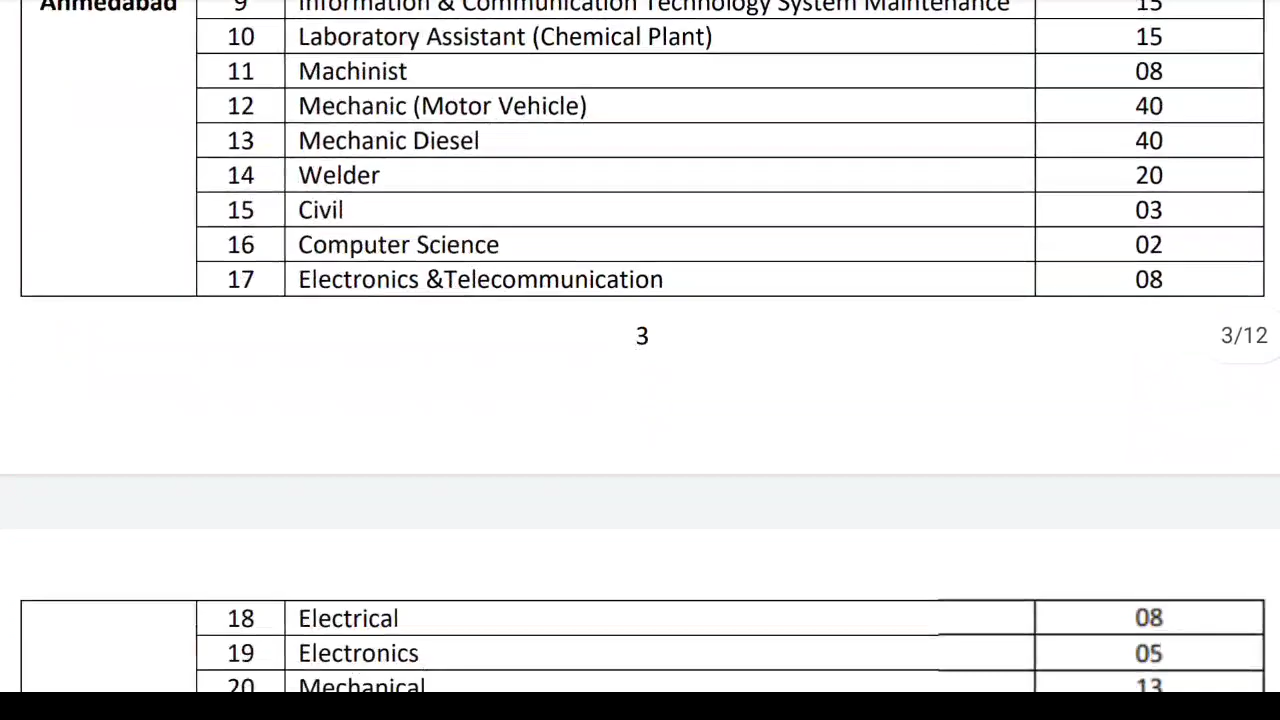 Ahmedabad 9 Information & Communication Technology System Maintenance 15
10 Laboratory Assistant (Chemical Plant) 15
11 Machinist 08
12 Mechanic (Motor Vehicle) 40
13 Mechanic Diesel 40
14 Welder 20
15 Civil 03
16 Computer Science 02
17 Electronics &Telecommunication 08
3
3/12
18 Electrical 08
19 Electronics 05
20 Mechanical 13